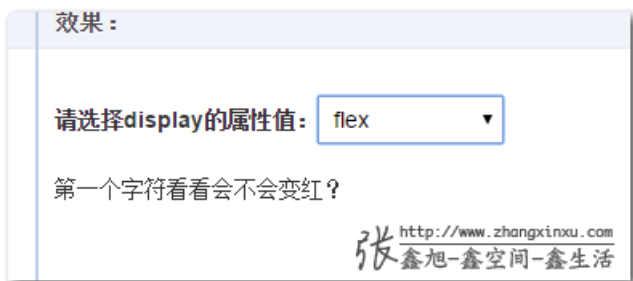 效果：
请选择display的属性值： flex
第一个字符看看会不会变红？
张 http://www.zhangxinxu.com
鑫旭-鑫空间-鑫生活